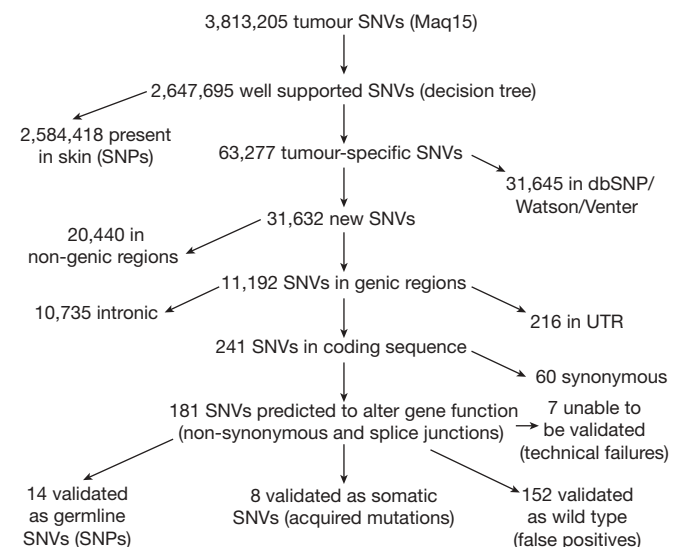 3,813,205 tumour SNVs (Maq15)
2,647,695 well supported SNVs (decision tree)
2,584,418 present
in skin (SNPs)
63,277 tumour-specific SNVs
31,645 in dbSNP/
Watson/Venter
31,632 new SNVs
20,440 in
non-genic regions
11,192 SNVs in genic regions
10,735 intronic
216 in UTR
241 SNVs in coding sequence
60 synonymous
181 SNVs predicted to alter gene function
(non-synonymous and splice junctions)
7 unable to
be validated
(technical failures)
14 validated
as germline
SNVs (SNPs)
8 validated as somatic
SNVs (acquired mutations)
152 validated
as wild type
(false positives)